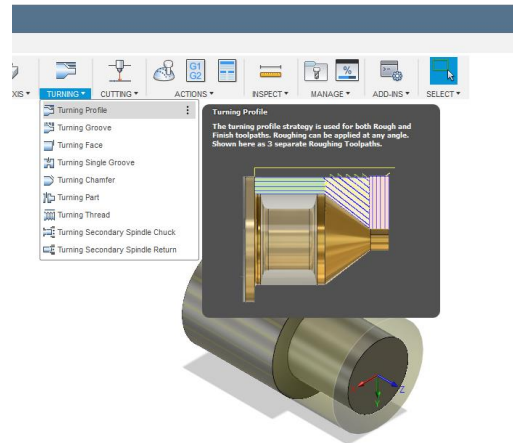 G1
G2
%
XIS ▾ TURNING ▾ CUTTING ▾ ACTIONS ▾ INSPECT ▾ MANAGE ▾ ADD-INS ▾ SELECT ▾
Turning Profile
Turning Groove
Turning Face
Turning Single Groove
Turning Chamfer
Turning Part
Turning Thread
Turning Secondary Spindle Chuck
Turning Secondary Spindle Return
Turning Profile
The turning profile strategy is used for both Rough and
Finish toolpaths. Roughing can be applied at any angle.
Shown here as 3 separate Roughing Toolpaths.
Z